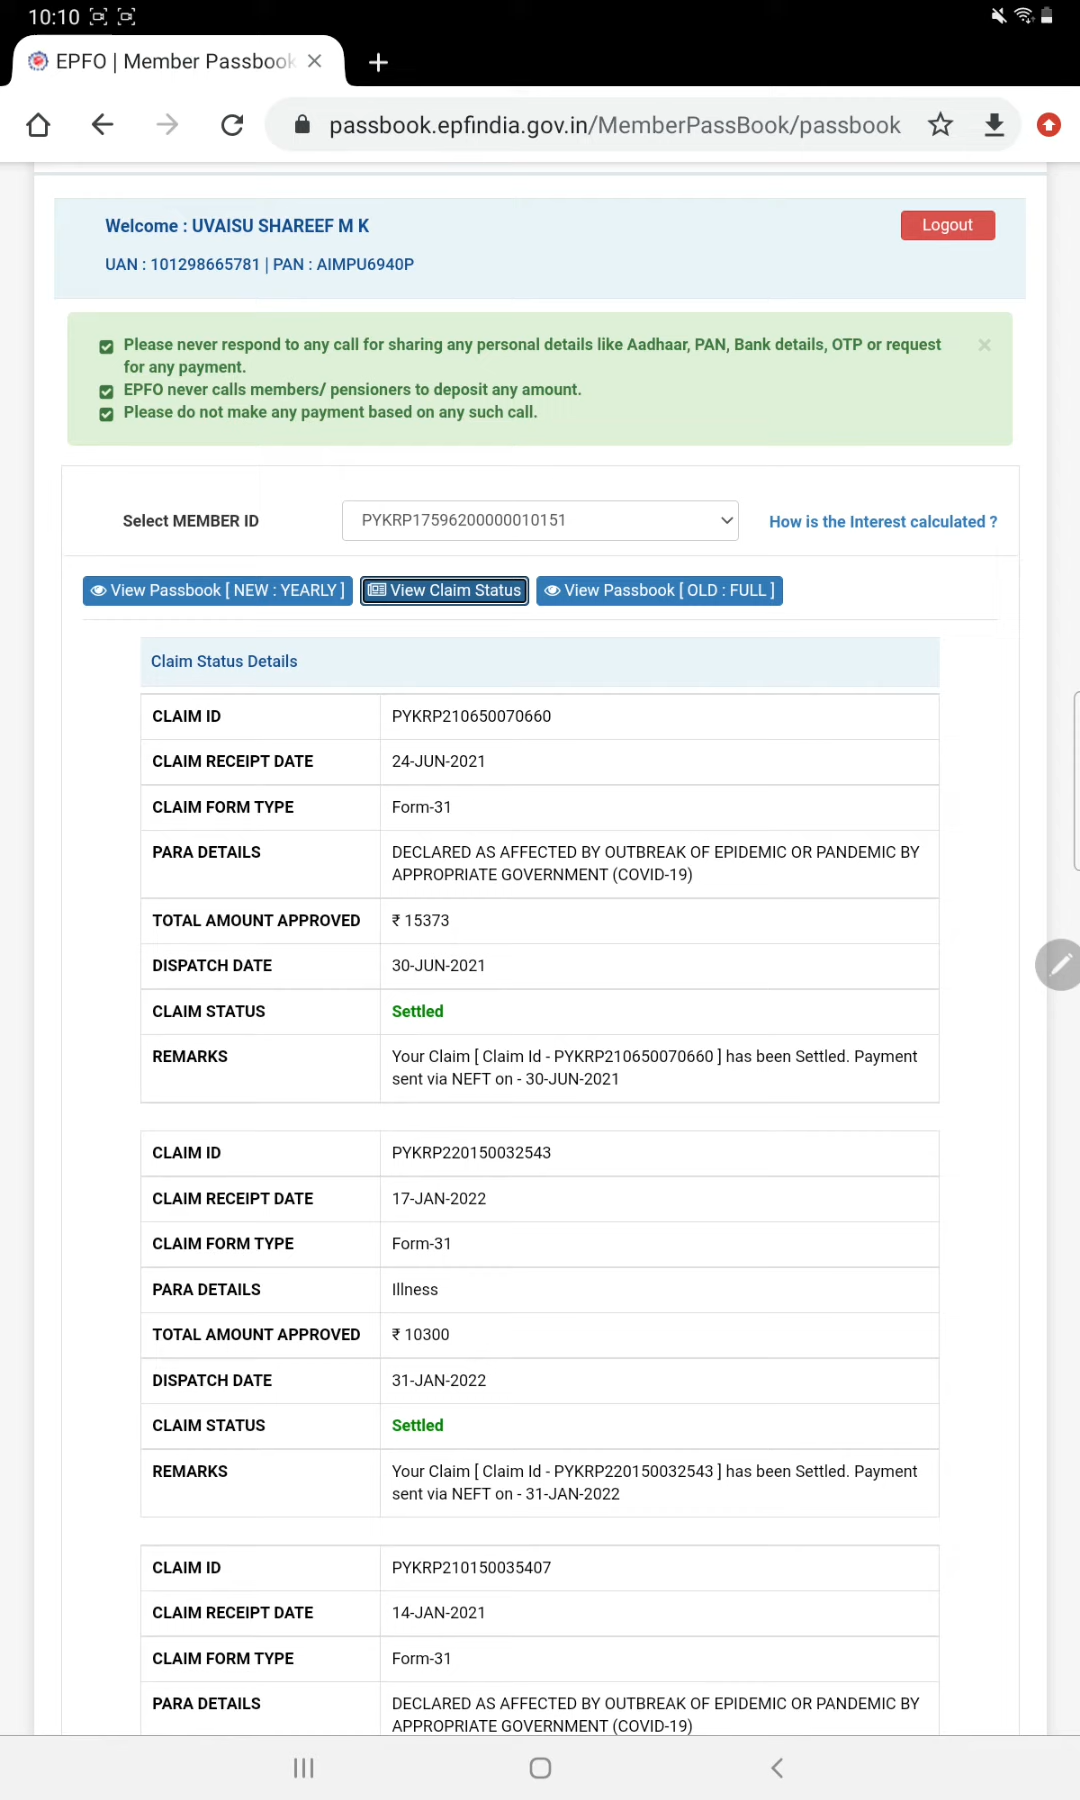 10:10
EPFO | Member Passbook
passbook.epfindia.gov.in/MemberPassBook/passbook
Welcome : UVAISU SHAREEF M K
Logout
UAN : 101298665781 | PAN : AIMPU6940P
Please never respond to any call for sharing any personal details like Aadhaar, PAN, Bank details, OTP or request
for any payment.
EPFO never calls members/ pensioners to deposit any amount.
Please do not make any payment based on any such call.
Select MEMBER ID
PYKRP17596200000010151
How is the Interest calculated ?
View Passbook [ NEW : YEARLY ]
View Claim Status
View Passbook [ OLD : FULL ]
Claim Status Details
CLAIM ID PYKRP210650070660
CLAIM RECEIPT DATE 24-JUN-2021
CLAIM FORM TYPE Form-31
PARA DETAILS DECLARED AS AFFECTED BY OUTBREAK OF EPIDEMIC OR PANDEMIC BY
APPROPRIATE GOVERNMENT (COVID-19)
TOTAL AMOUNT APPROVED ₹ 15373
DISPATCH DATE 30-JUN-2021
CLAIM STATUS Settled
REMARKS Your Claim [ Claim Id - PYKRP210650070660 ] has been Settled. Payment
sent via NEFT on - 30-JUN-2021
CLAIM ID PYKRP220150032543
CLAIM RECEIPT DATE 17-JAN-2022
CLAIM FORM TYPE Form-31
PARA DETAILS Illness
TOTAL AMOUNT APPROVED ₹ 10300
DISPATCH DATE 31-JAN-2022
CLAIM STATUS Settled
REMARKS Your Claim [ Claim Id - PYKRP220150032543 ] has been Settled. Payment
sent via NEFT on - 31-JAN-2022
CLAIM ID PYKRP210150035407
CLAIM RECEIPT DATE 14-JAN-2021
CLAIM FORM TYPE Form-31
PARA DETAILS DECLARED AS AFFECTED BY OUTBREAK OF EPIDEMIC OR PANDEMIC BY
APPROPRIATE GOVERNMENT (COVID-19)